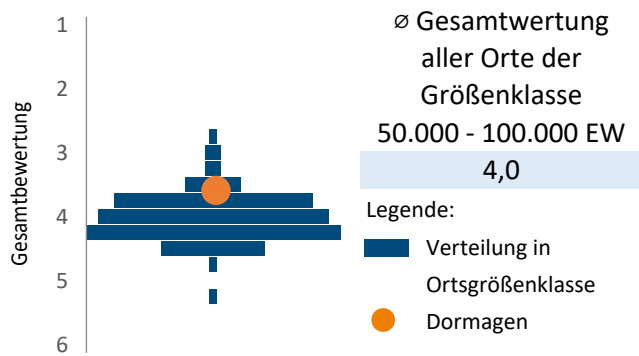 Gesamtbewertung
1
2
3
4
5
6
⌀ Gesamtwertung
aller Orte der
Größenklasse
50.000 - 100.000 EW
4,0
Legende:
Verteilung in
Ortsgrößenklasse
Dormagen